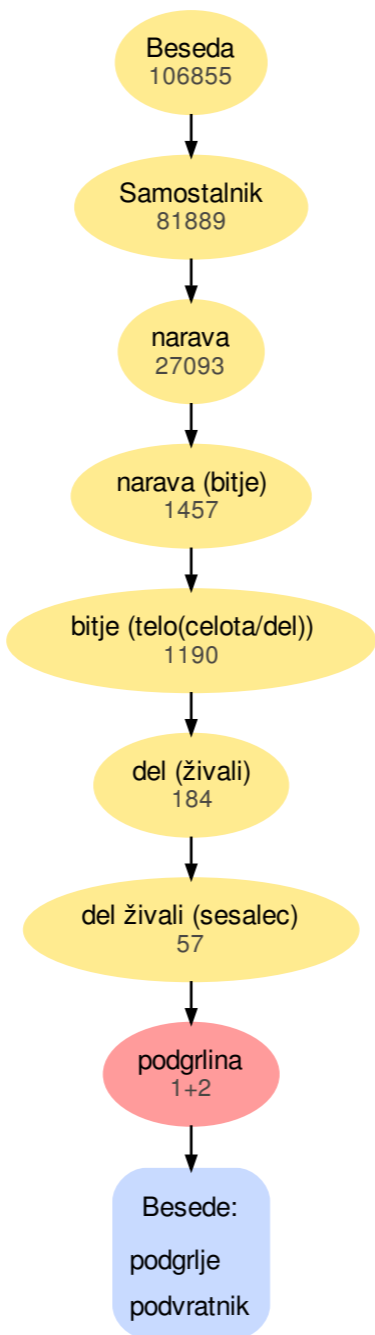 Beseda
106855
Samostalnik
81889
narava
27093
narava (bitje)
1457
bitje (telo(celota/del))
1190
del (živali)
184
del živali (sesalec)
57
podgrlina
1+2
Besede:
podgrlje
podvratnik